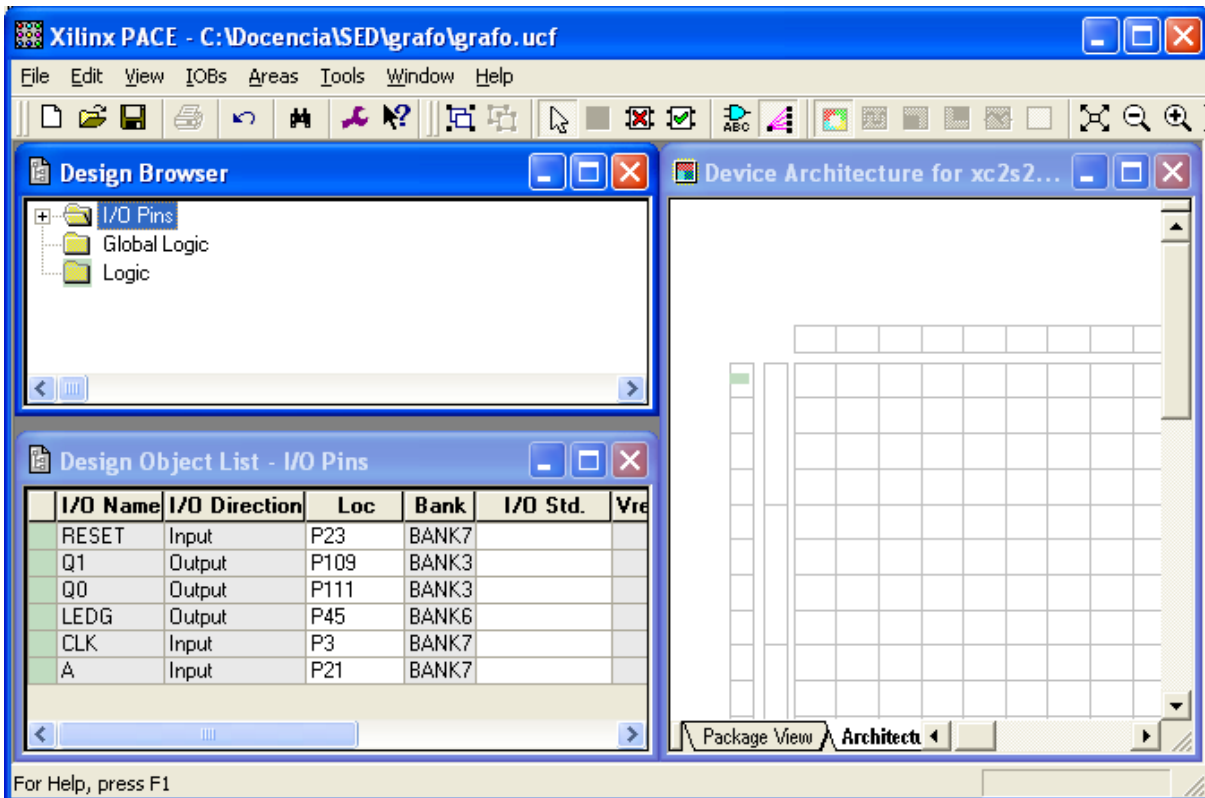 Xilinx PACE - C:\Docencia\SED\grafo\grafo.ucf
File Edit View IOBs Areas Tools Window Help
ABC
Design Browser
I/O Pins
Global Logic
Logic
Device Architecture for xc2s2...
Design Object List - I/O Pins
I/O Name I/O Direction Loc Bank I/O Std. Vre
RESET Input P23 BANK7
Q1 Output P109 BANK3
Q0 Output P111 BANK3
LEDG Output P45 BANK6
CLK Input P3 BANK7
A Input P21 BANK7
Package View Architectu
For Help, press F1